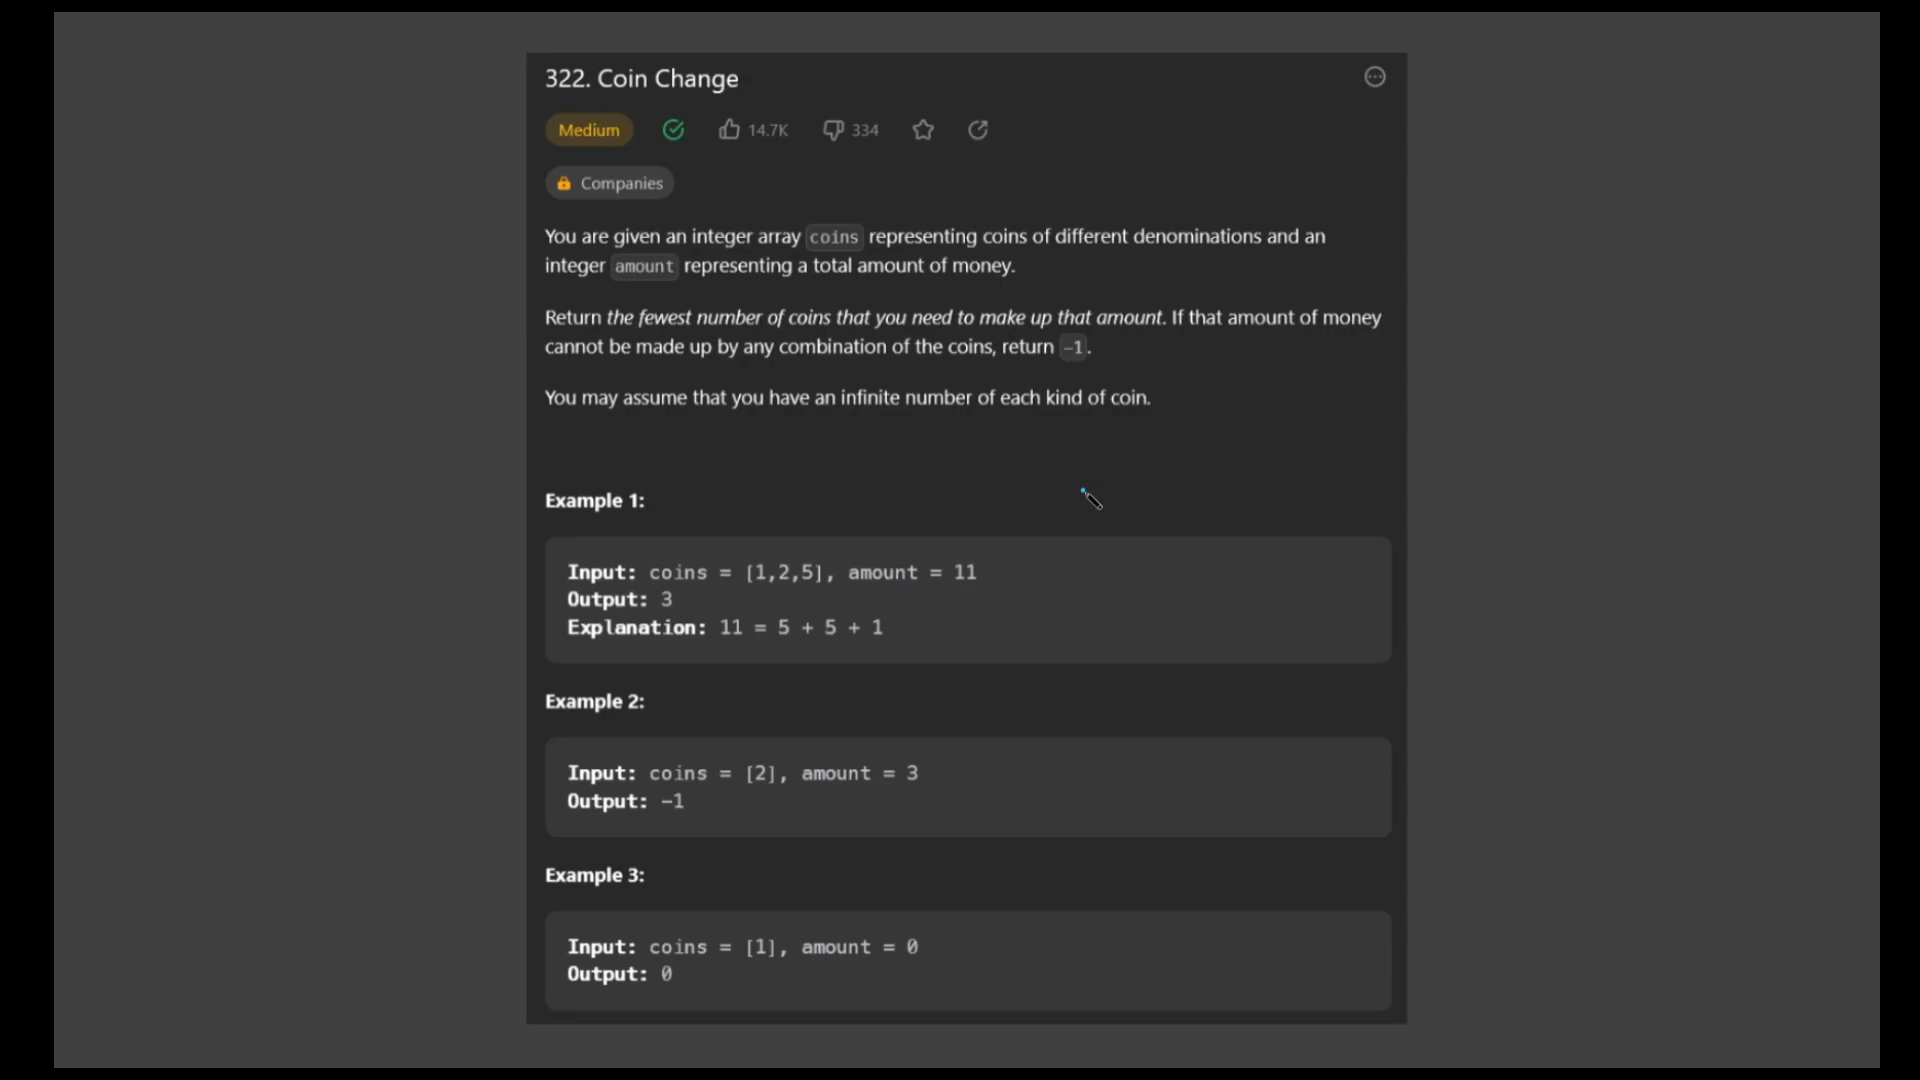 322. Coin Change
Medium 14.7K 334
Companies
You are given an integer array coins representing coins of different denominations and an
integer amount representing a total amount of money.
Return the fewest number of coins that you need to make up that amount. If that amount of money
cannot be made up by any combination of the coins, return -1.
You may assume that you have an infinite number of each kind of coin.
Example 1:
Input: coins = [1,2,5], amount = 11
Output: 3
Explanation: 11 = 5 + 5 + 1
Example 2:
Input: coins = [2], amount = 3
Output: -1
Example 3:
Input: coins = [1], amount = 0
Output: 0